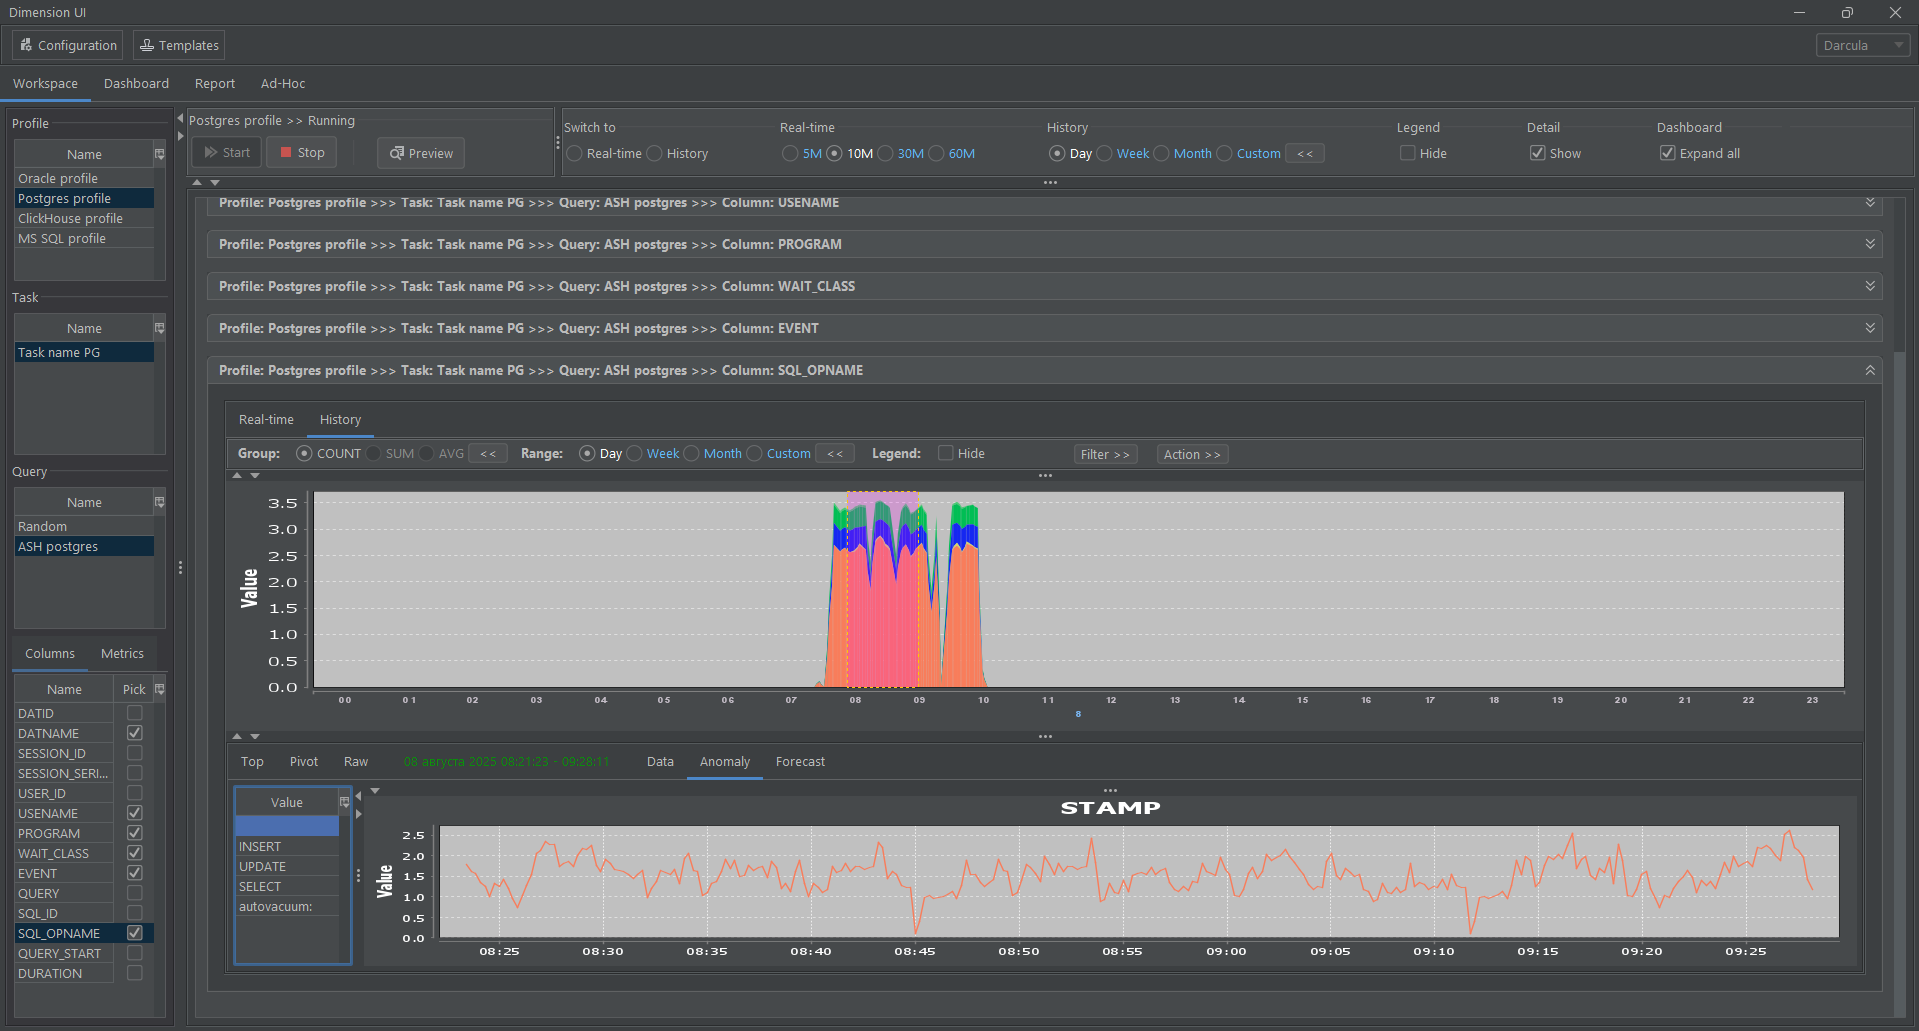 Dimension UI
Configuration Templates Darcula
Workspace Dashboard Report Ad-Hoc
Profile
Name
Oracle profile
Postgres profile
ClickHouse profile
MS SQL profile
Task
Name
Task name PG
Query
Name
Random
ASH postgres
Columns Metrics
Name Pick
DATID
DATNAME
SESSION_ID
SESSION_SERI...
USER_ID
USENAME
PROGRAM
WAIT_CLASS
EVENT
QUERY
SQL_ID
SQL_OPNAME
QUERY_START
DURATION
Postgres profile >> Running
Start Stop Preview
Switch to Real-time History Legend Detail Dashboard
Real-time History 5M 10M 30M 60M Day Week Month Custom << Hide Show Expand all
Profile: Postgres profile >>> Task: Task name PG >>> Query: ASH postgres >>> Column: USENAME
Profile: Postgres profile >>> Task: Task name PG >>> Query: ASH postgres >>> Column: PROGRAM
Profile: Postgres profile >>> Task: Task name PG >>> Query: ASH postgres >>> Column: WAIT_CLASS
Profile: Postgres profile >>> Task: Task name PG >>> Query: ASH postgres >>> Column: EVENT
Profile: Postgres profile >>> Task: Task name PG >>> Query: ASH postgres >>> Column: SQL_OPNAME
Real-time History
Group: COUNT SUM AVG << Range: Day Week Month Custom << Legend: Hide Filter >> Action >>
Value
3.5
3.0
2.5
2.0
1.5
1.0
0.5
0.0
00 01 02 03 04 05 06 07 08 09 10 11 12 13 14 15 16 17 18 19 20 21 22 23
8
Top Pivot Raw 08 августа 2025 08:21:23 - 09:28:11 Data Anomaly Forecast
Value
INSERT
UPDATE
SELECT
autovacuum:
STAMP
Value
2.5
2.0
1.5
1.0
0.5
0.0
08:25 08:30 08:35 08:40 08:45 08:50 08:55 09:00 09:05 09:10 09:15 09:20 09:25